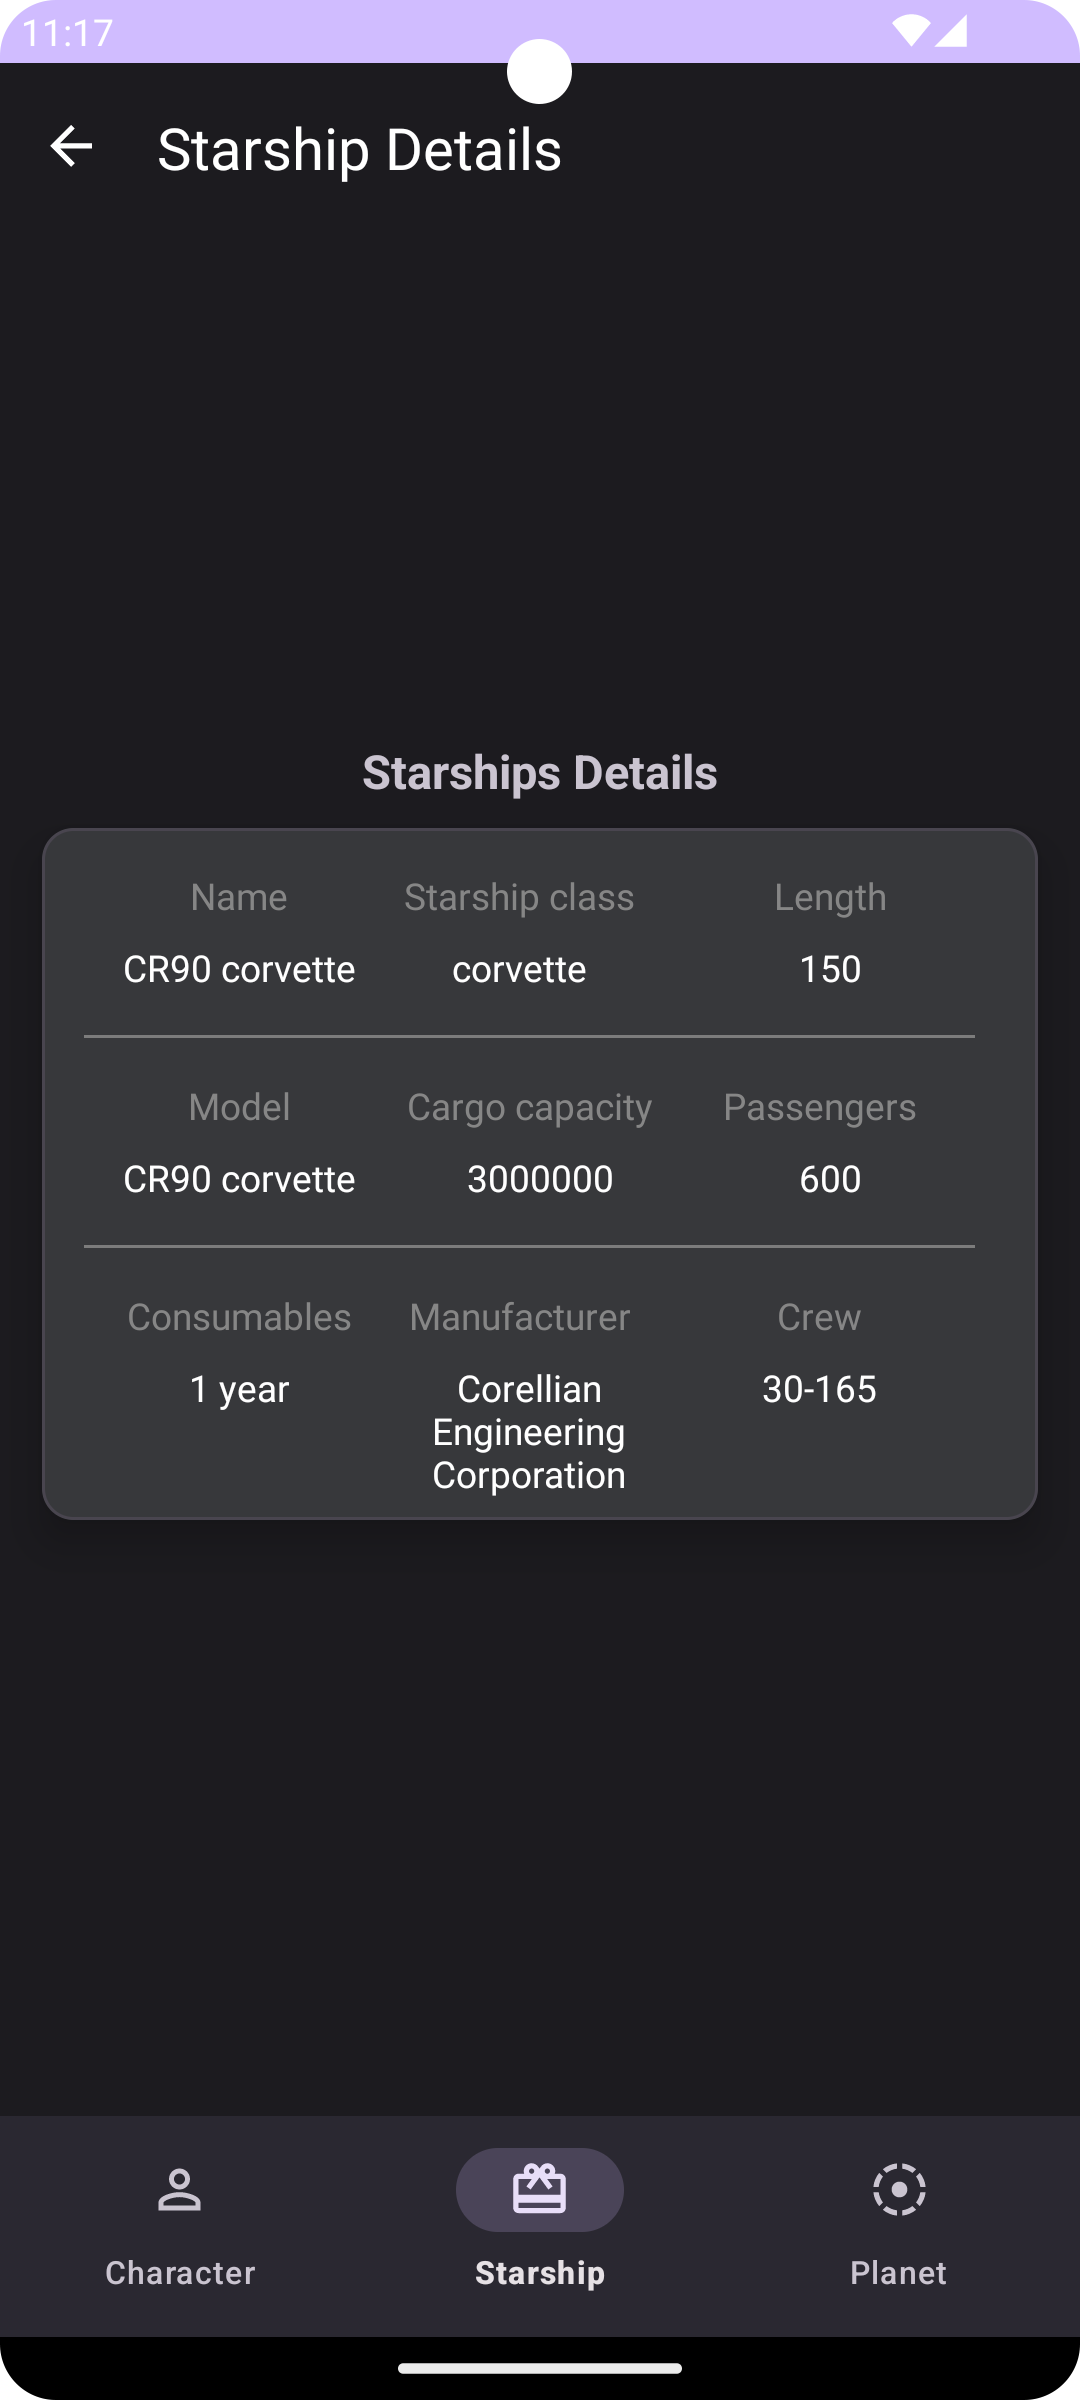 11:17
Starship Details
Starships Details
Name Starship class Length
CR90 corvette corvette 150
Model Cargo capacity Passengers
CR90 corvette 3000000 600
Consumables Manufacturer Crew
1 year Corellian 30-165
Engineering
Corporation
Character Starship Planet